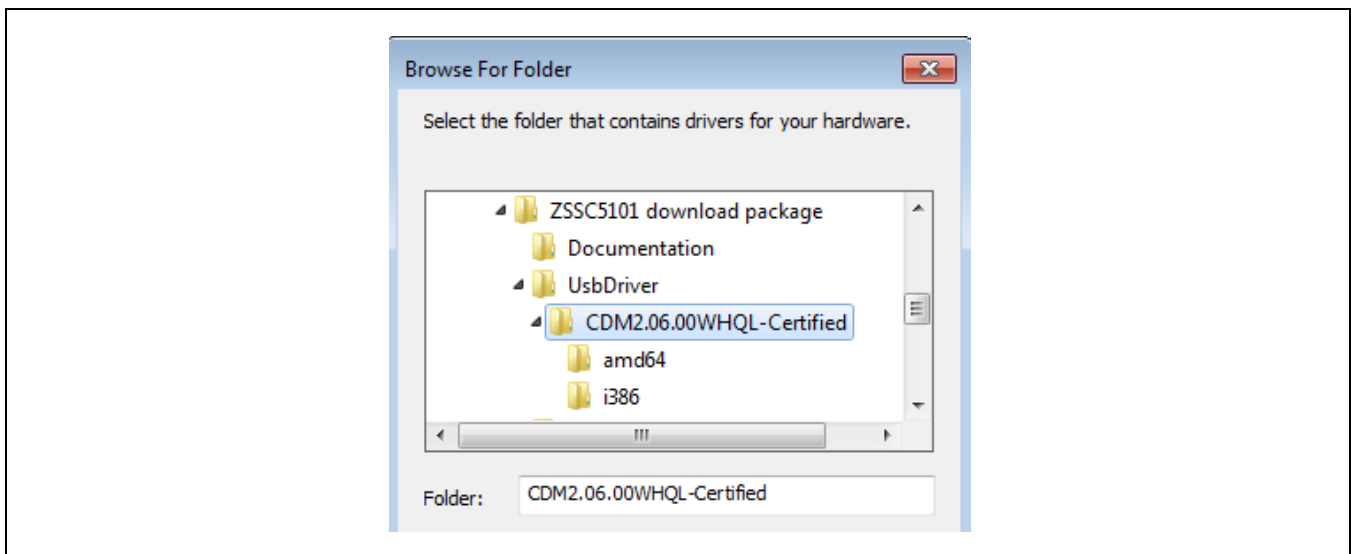 Browse For Folder
Select the folder that contains drivers for your hardware.
ZSSC5101 download package
Documentation
UsbDriver
CDM2.06.00WHQL-Certified
amd64
i386
Folder: CDM2.06.00WHQL-Certified